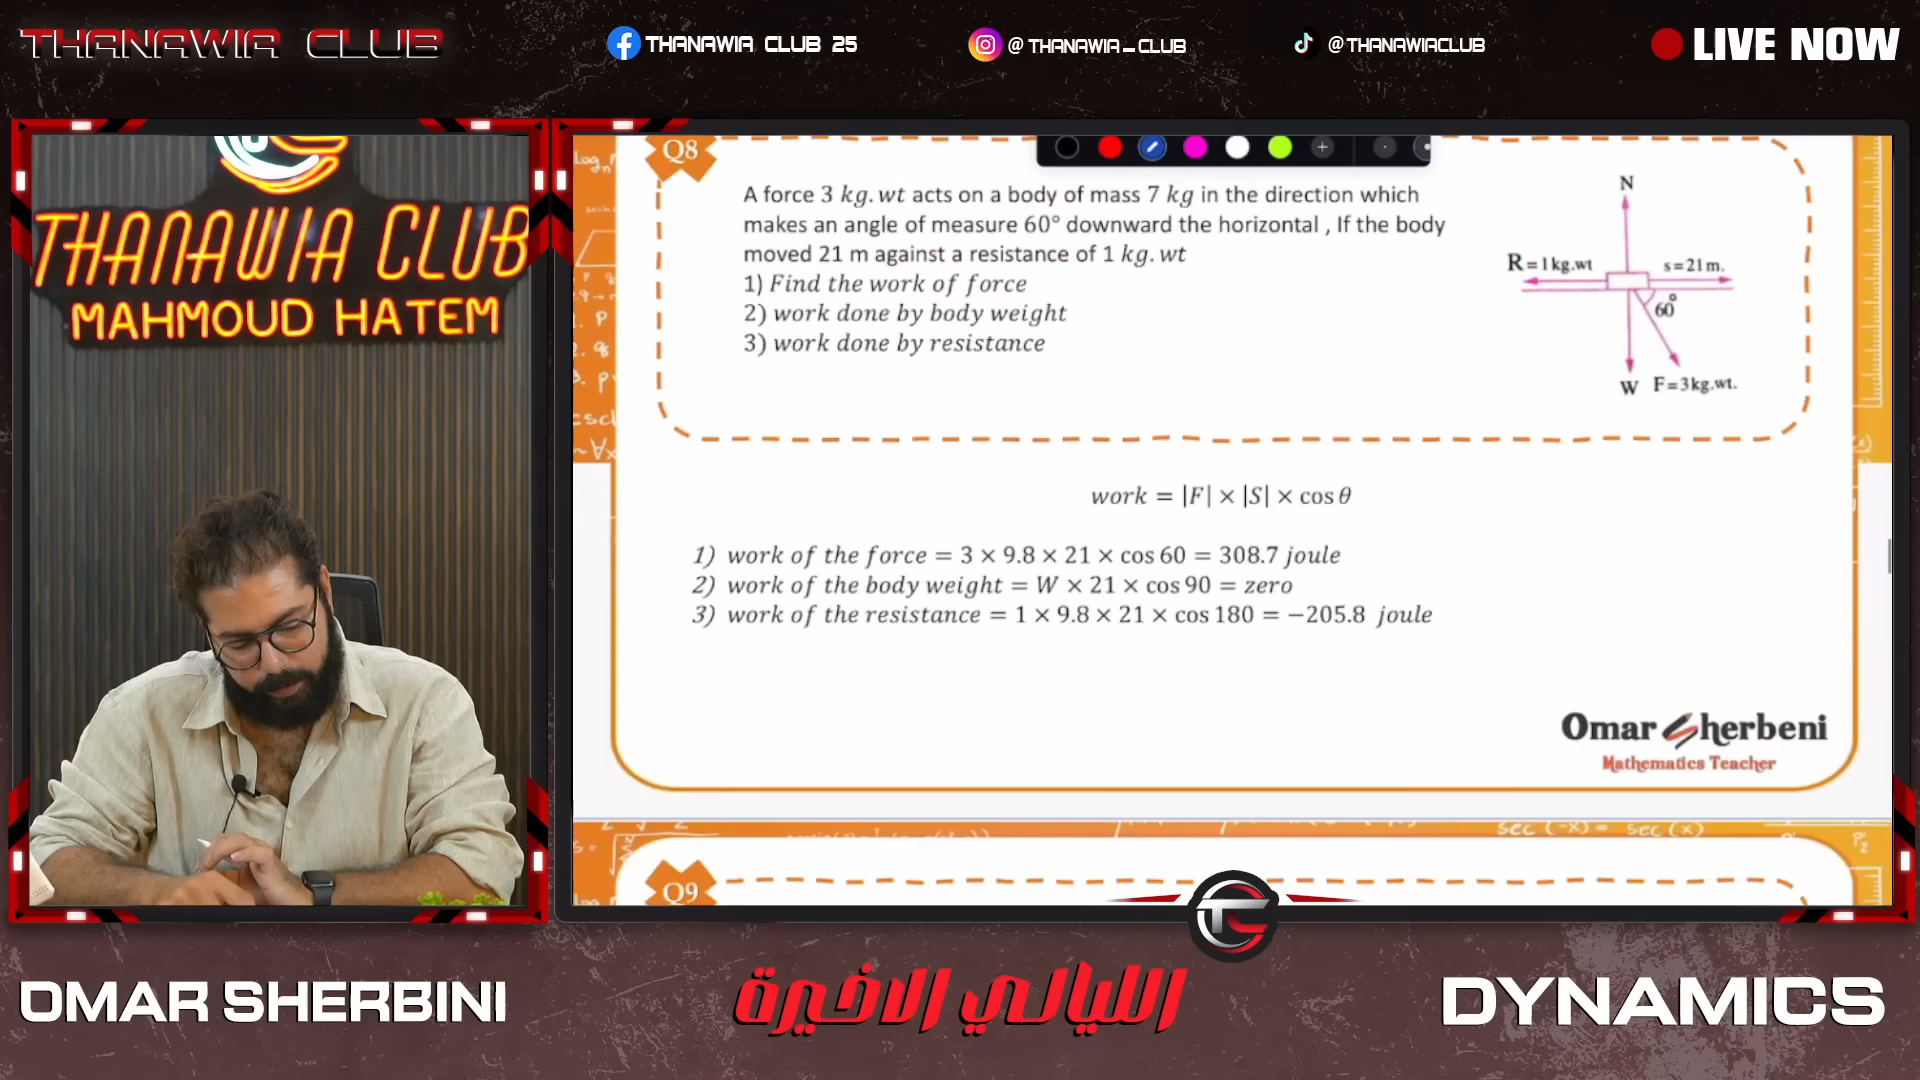 THANAWIA CLUB
THANAWIA CLUB 25
@THANAWIA_CLUB
@THANAWIACLUB
LIVE NOW
THANAWIA CLUB
MAHMOUD HATEM
Q8
A force 3 kg.wt acts on a body of mass 7 kg in the direction which
makes an angle of measure 60° downward the horizontal , If the body
moved 21 m against a resistance of 1 kg.wt
1) Find the work of force
2) work done by body weight
3) work done by resistance
N
R=1kg.wt
s=21m.
60°
W F=3kg.wt.
work = |F| × |S| × cos θ
1) work of the force = 3 × 9.8 × 21 × cos 60 = 308.7 joule
2) work of the body weight = W × 21 × cos 90 = zero
3) work of the resistance = 1 × 9.8 × 21 × cos 180 = −205.8 joule
Omar Sherbeni
Mathematics Teacher
sec (-x) = sec (x)
Q9
TC
OMAR SHERBINI
الليالي الاخيرة
DYNAMICS